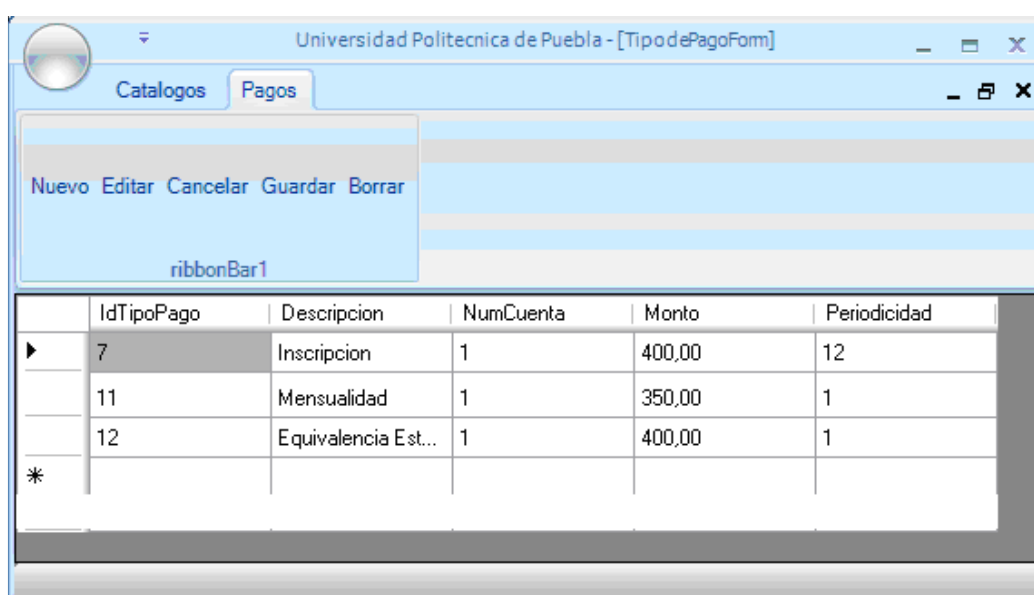 Universidad Politecnica de Puebla - [TipodePagoForm]
Catalogos Pagos
Nuevo Editar Cancelar Guardar Borrar
ribbonBar1
IdTipoPago Descripcion NumCuenta Monto Periodicidad
7 Inscripcion 1 400,00 12
11 Mensualidad 1 350,00 1
12 Equivalencia Est... 1 400,00 1